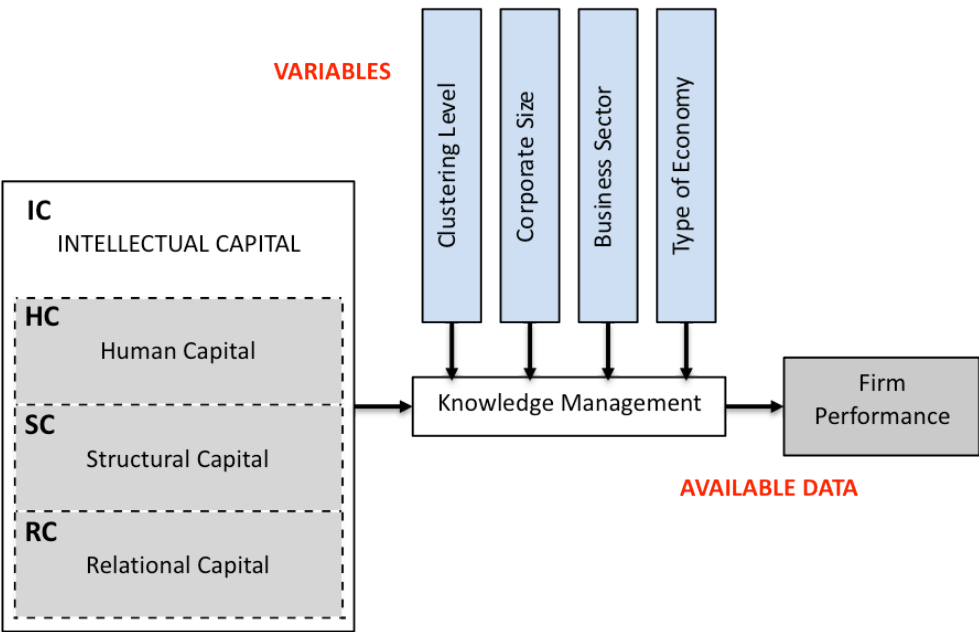 VARIABLES
Clustering Level
Corporate Size
Business Sector
Type of Economy
IC
INTELLECTUAL CAPITAL
HC
Human Capital
SC
Structural Capital
RC
Relational Capital
Knowledge Management
Firm
Performance
AVAILABLE DATA